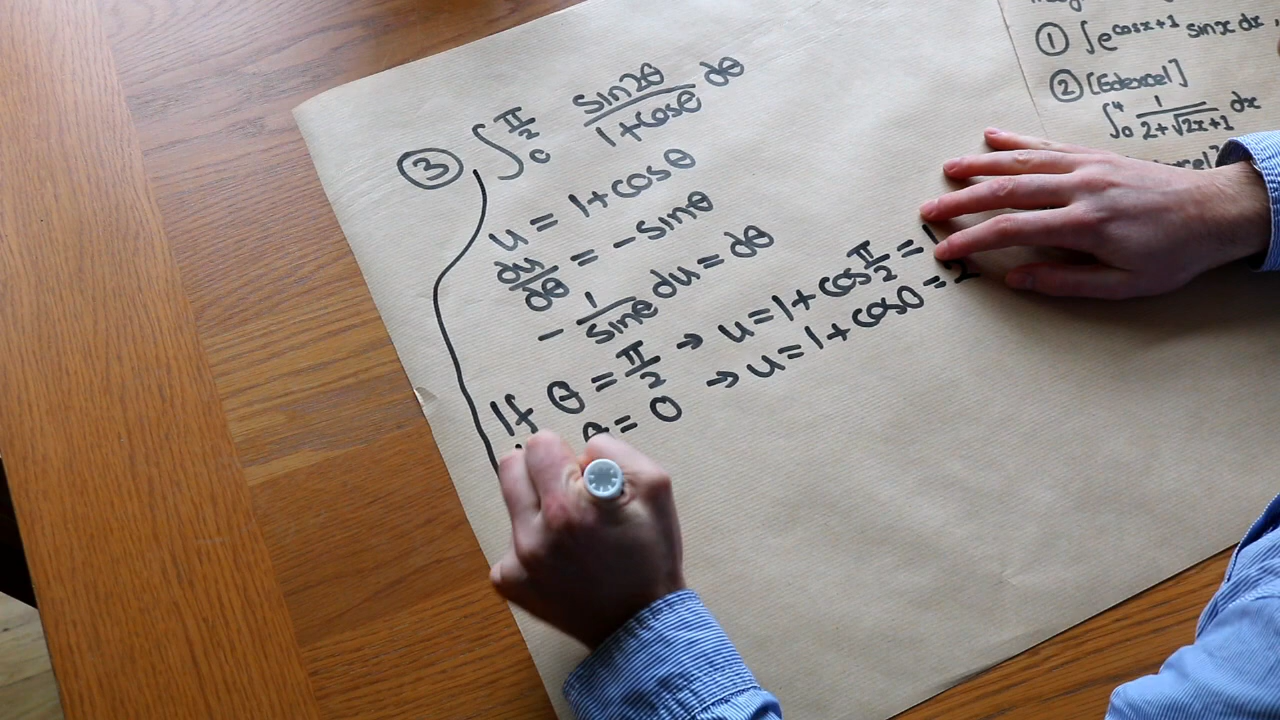 ③ ∫₀^(π/2) sin2θ/(1+cosθ) dθ
u = 1+cosθ
du/dθ = -sinθ
- 1/sinθ du = dθ
If θ = π/2 → u=1+cos π/2 = 1
θ = 0 → u=1+cos0 = 2
① ∫e^(cosx+1) sinx dx,
② [Edexcel]
∫₀⁴ 1/(2+√(2x+1)) dx